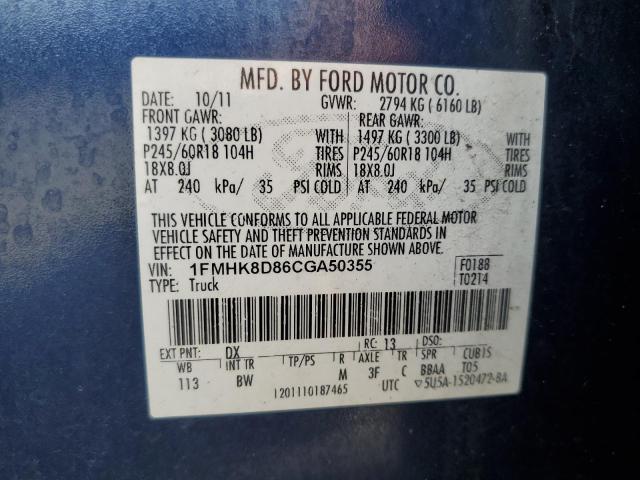 MFD. BY FORD MOTOR CO.
DATE: 10/11 GVWR: 2794 KG ( 6160 LB)
FRONT GAWR: REAR GAWR:
1397 KG ( 3080 LB) WITH 1497 KG ( 3300 LB) WITH
P245/60R18 104H TIRES P245/60R18 104H TIRES
18X8.0J RIMS 18X8.0J RIMS
AT 240 kPa/ 35 PSI COLD AT 240 kPa/ 35 PSI COLD
THIS VEHICLE CONFORMS TO ALL APPLICABLE FEDERAL MOTOR
VEHICLE SAFETY AND THEFT PREVENTION STANDARDS IN
EFFECT ON THE DATE OF MANUFACTURE SHOWN ABOVE.
VIN: 1FMHK8D86CGA50355 F0188
TYPE: Truck T0214
EXT PNT: DX RC: 13 DSO:
WB INT TR TP/PS R AXLE TR SPR CUBIS
113 BW M 3F C BBAA T05
1201110187465 UTC ▽5U5A-1520472-BA